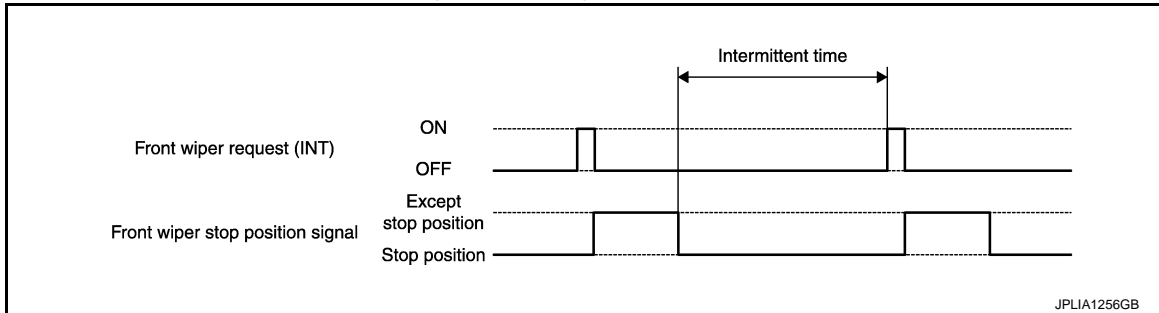 Intermittent time
ON
Front wiper request (INT)
OFF
Except
stop position
Front wiper stop position signal
Stop position
JPLIA1256GB